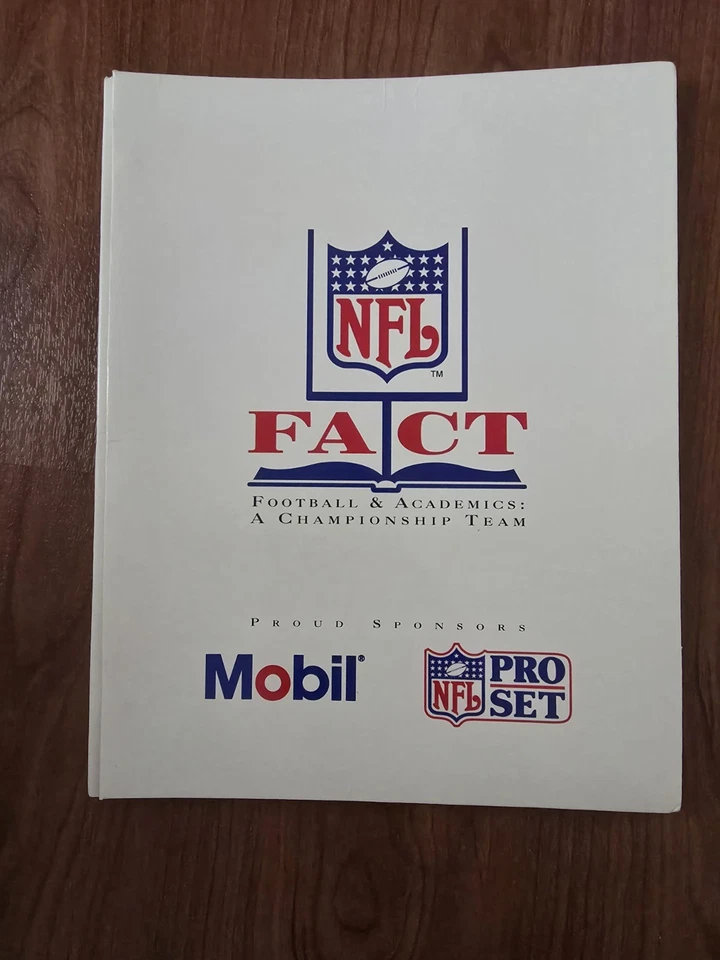 NFL
TM
FACT
FOOTBALL & ACADEMICS:
A CHAMPIONSHIP TEAM
PROUD SPONSORS
Mobil®
NFL PRO
SET